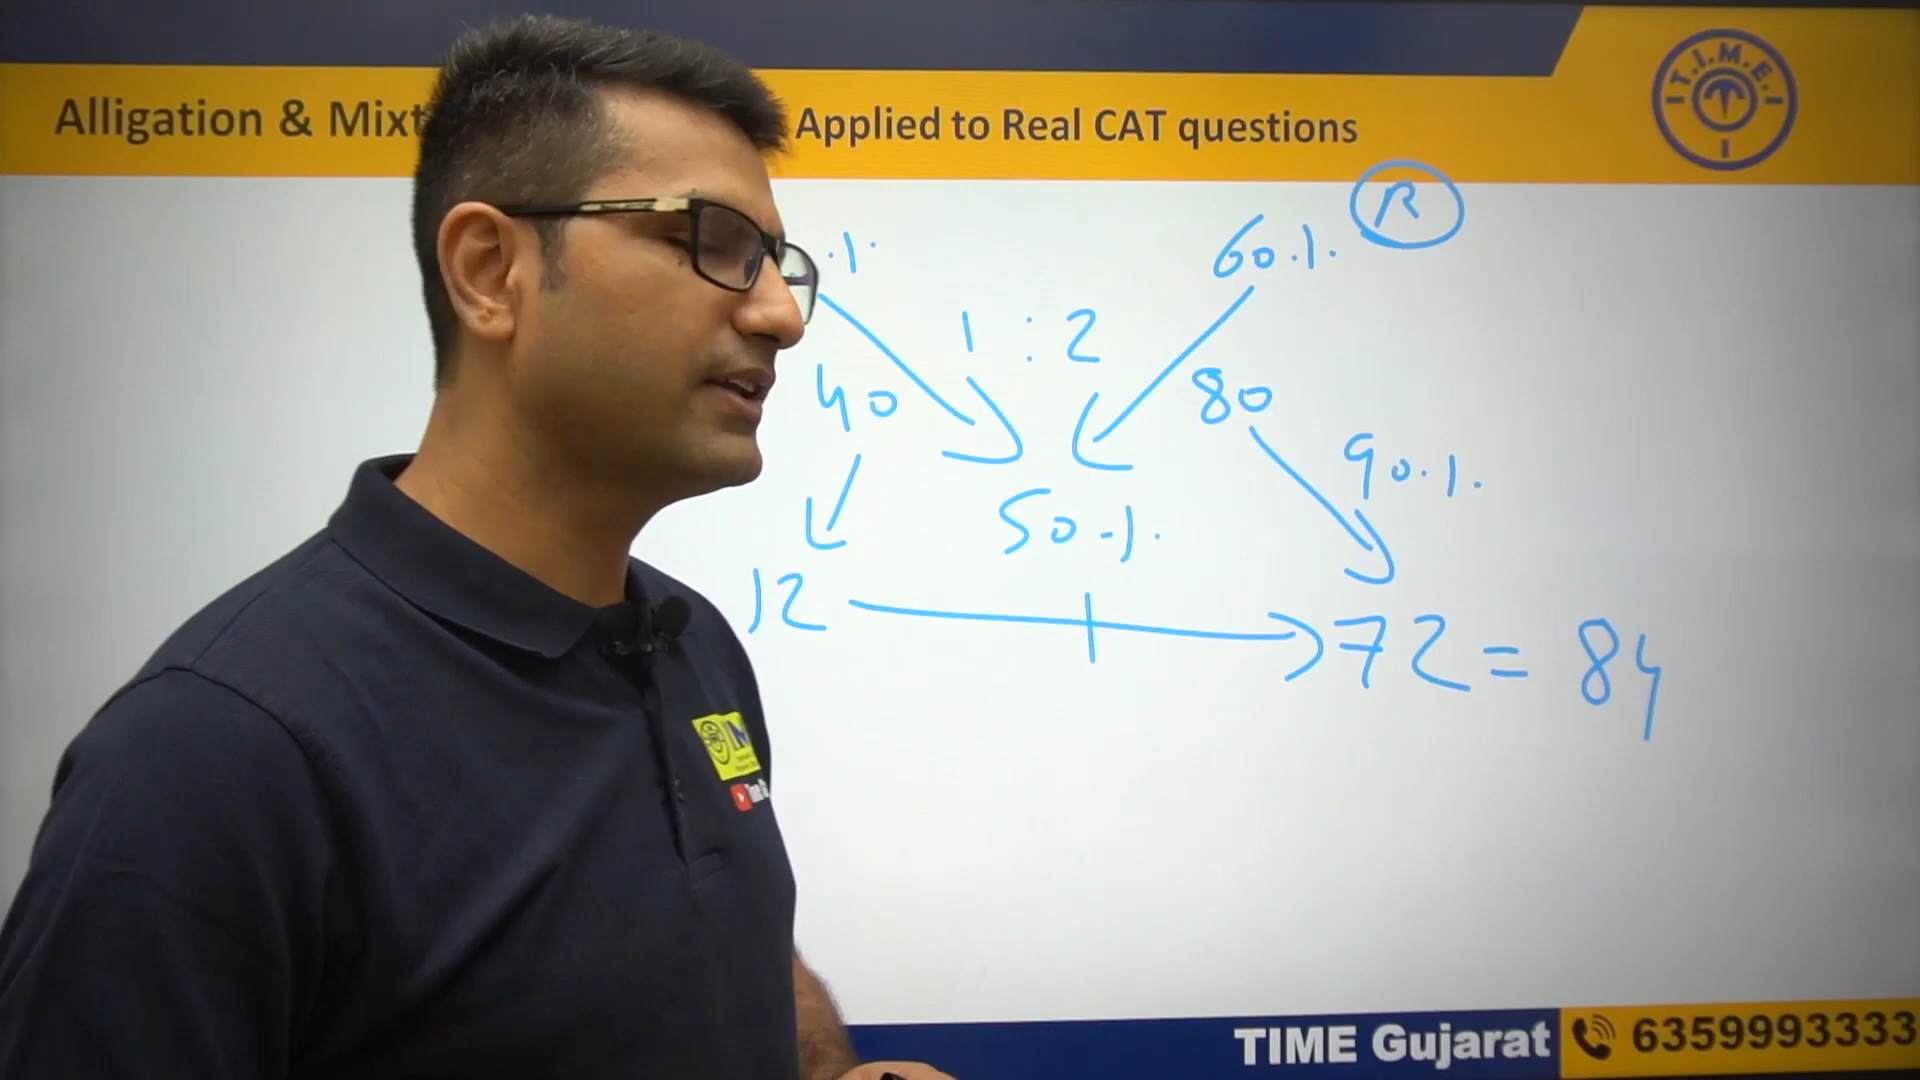 Alligation & Mixt Applied to Real CAT questions
T.I.M.E.
R
.1. 60.1.
1 : 2
40 80
90.1.
50.1.
12 72 = 84
TIME Gujarat 6359993333